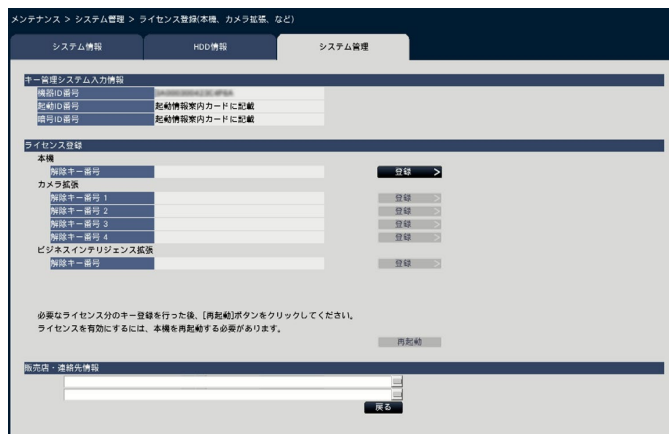 メンテナンス > システム管理 > ライセンス登録(本機、カメラ拡張、など)
システム情報 HDD情報 システム管理
キー管理システム入力情報
機器ID番号
起動ID番号 起動情報案内カードに記載
暗号ID番号 起動情報案内カードに記載
ライセンス登録
本機
解除キー番号 登録 >
カメラ拡張
解除キー番号 1 登録 >
解除キー番号 2 登録 >
解除キー番号 3 登録 >
解除キー番号 4 登録 >
ビジネスインテリジェンス拡張
解除キー番号 登録 >
必要なライセンス分のキー登録を行った後、[再起動]ボタンをクリックしてください。
ライセンスを有効にするには、本機を再起動する必要があります。
再起動
販売店・連絡先情報
戻る